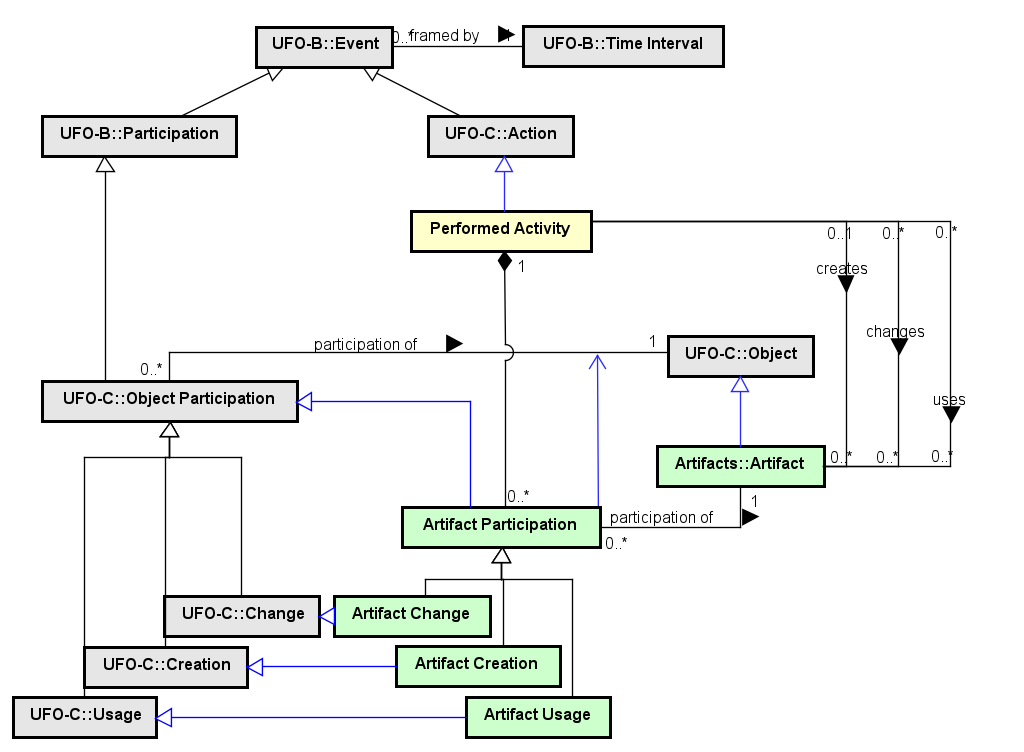 UFO-B::Event
0..*
framed by
1
UFO-B::Time Interval
UFO-B::Participation
UFO-C::Action
Performed Activity
1
0..1
0..*
0..*
creates
changes
uses
participation of
1
0..*
UFO-C::Object
UFO-C::Object Participation
Artifacts::Artifact
0..*
0..*
0..*
0..*
1
Artifact Participation
participation of
0..*
UFO-C::Change
Artifact Change
UFO-C::Creation
Artifact Creation
UFO-C::Usage
Artifact Usage